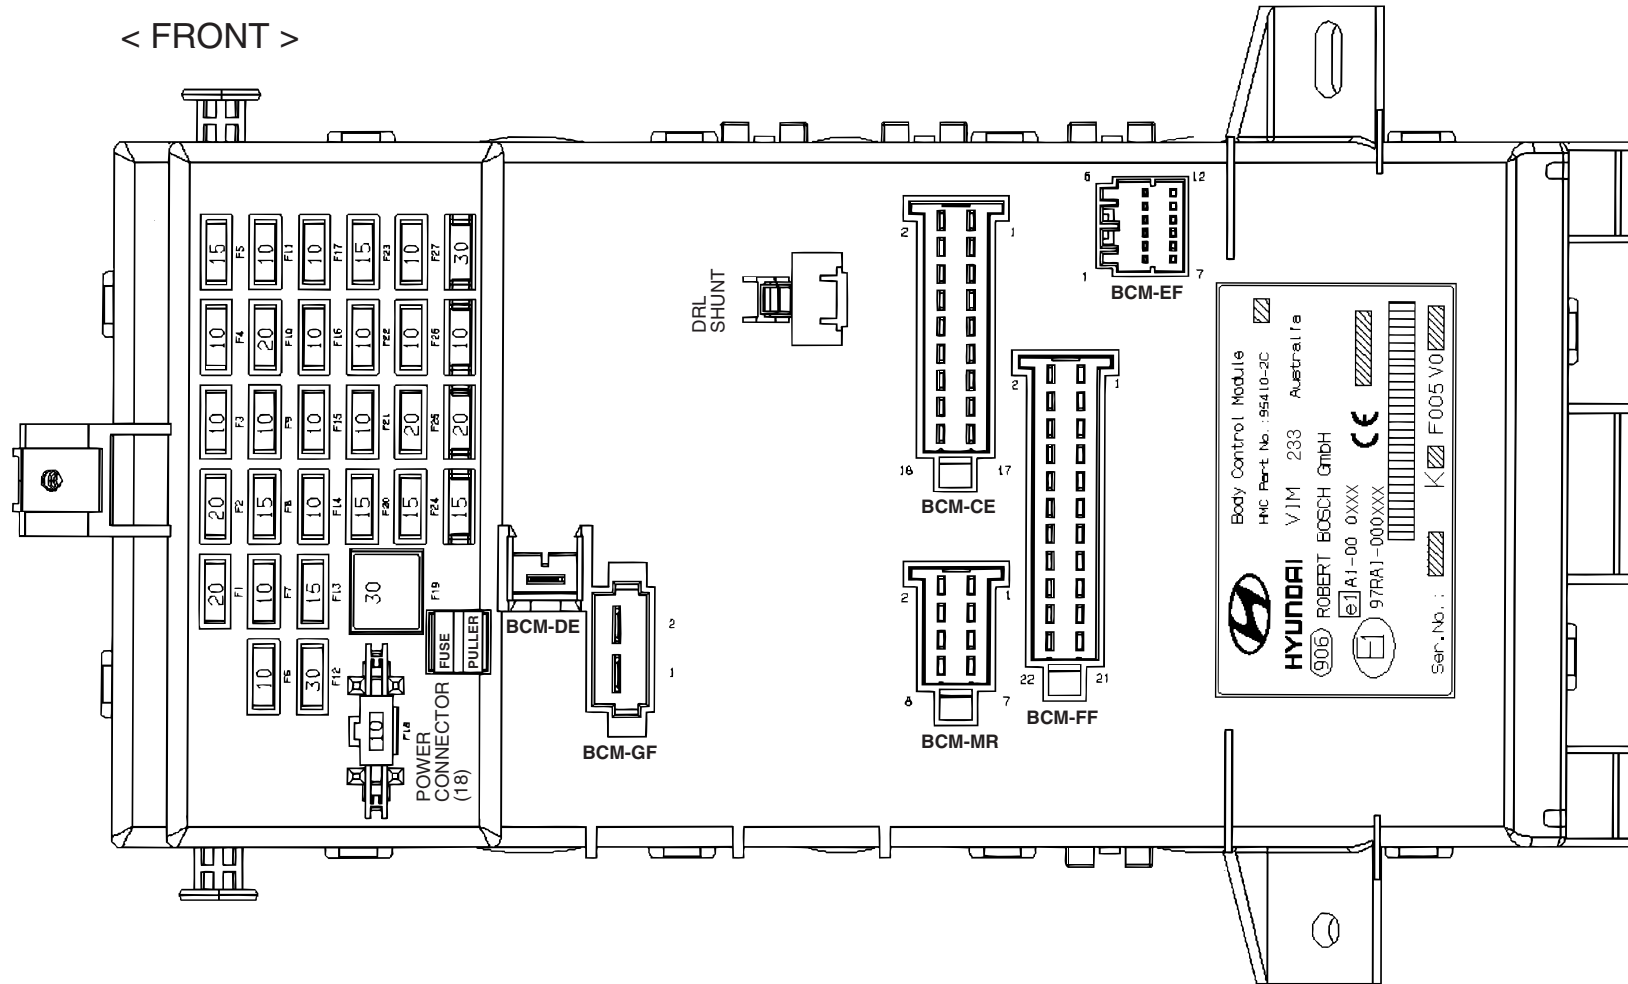 < FRONT >
15 F5 10 F11 10 F17 15 F23 10 F27 30
10 F4 20 F10 10 F16 10 F22 10 F26 10
10 F3 10 F9 10 F15 10 F21 20 F25 20
20 F2 15 F8 10 F14 15 F20 15 F24 15
20 F1 10 F7 15 F13 30 F19
10 F6 30 F12
10 F18
FUSE
PULLER
POWER
CONNECTOR
(18)
BCM-DE
2
1
BCM-GF
DRL
SHUNT
2 1
18 17
BCM-CE
6 12
1 7
BCM-EF
2 1
22 21
BCM-FF
2 1
8 7
BCM-MR
Body Control Module
HMC Part No.:95410-2C
HYUNDAI VIM 233 Australia
906 ROBERT BOSCH GmbH
e1 A1-00 0XXX
E1 97RA1-000XXX CE
Ser.No.: K F005 V0